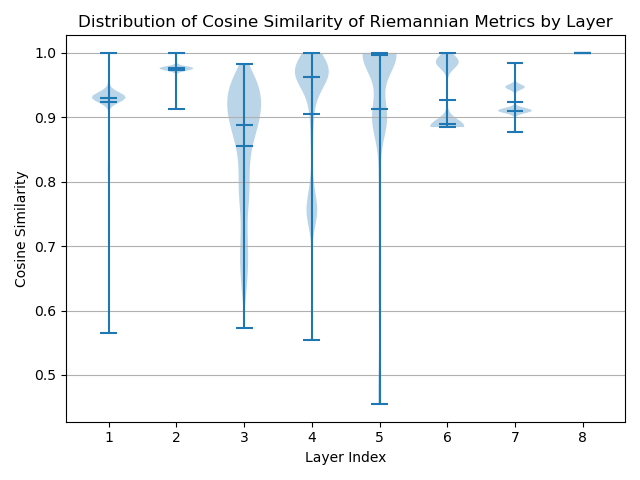 Distribution of Cosine Similarity of Riemannian Metrics by Layer
1.0
0.9
0.8
0.7
0.6
0.5
Cosine Similarity
1 2 3 4 5 6 7 8
Layer Index